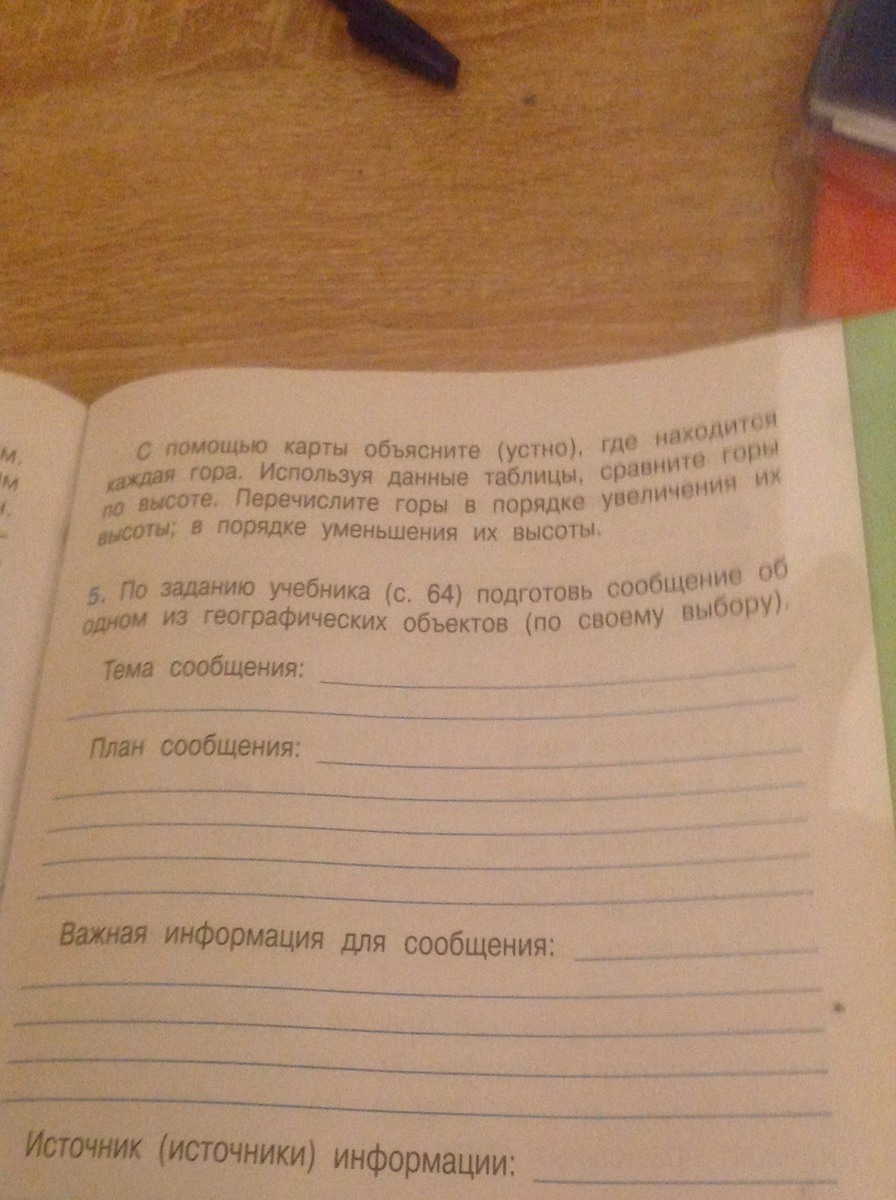 С помощью карты объясните (устно), где находится
каждая гора. Используя данные таблицы, сравните горы
по высоте. Перечислите горы в порядке увеличения их
высоты; в порядке уменьшения их высоты.
5. По заданию учебника (с. 64) подготовь сообщение об
одном из географических объектов (по своему выбору).
Тема сообщения:
План сообщения:
Важная информация для сообщения:
Источник (источники) информации: